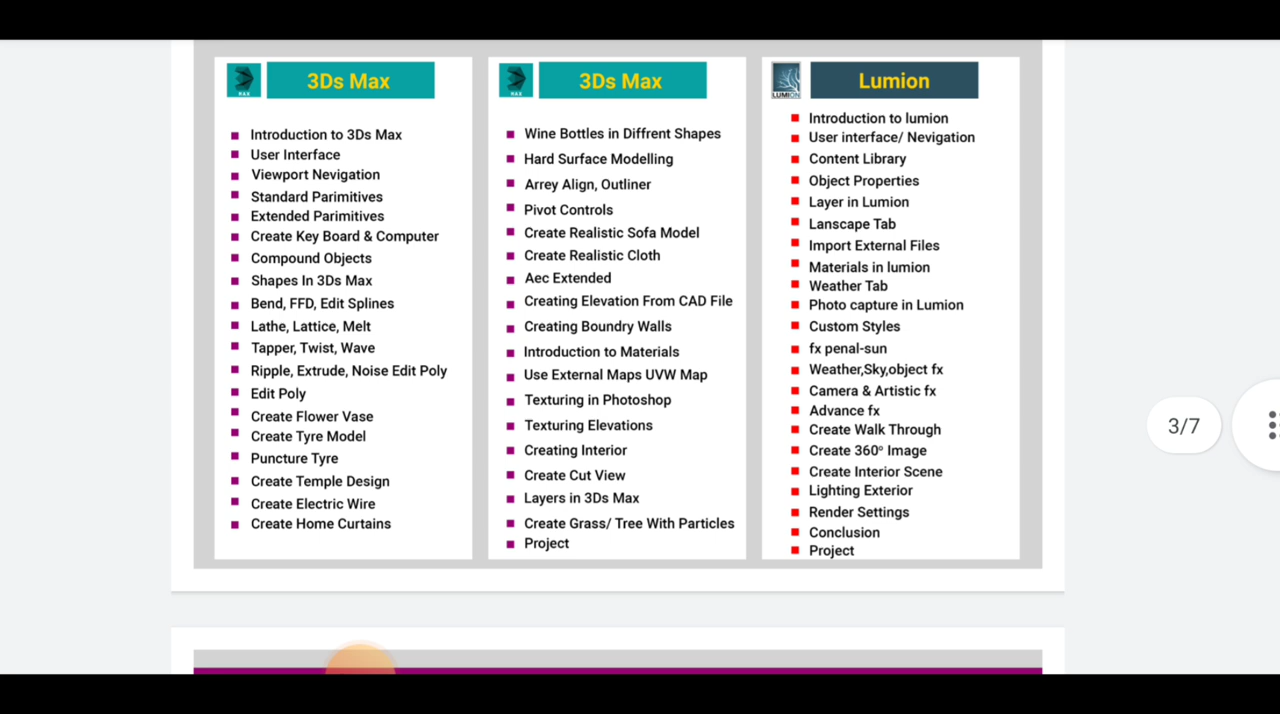 3Ds Max
Introduction to 3Ds Max
User Interface
Viewport Nevigation
Standard Parimitives
Extended Parimitives
Create Key Board & Computer
Compound Objects
Shapes In 3Ds Max
Bend, FFD, Edit Splines
Lathe, Lattice, Melt
Tapper, Twist, Wave
Ripple, Extrude, Noise Edit Poly
Edit Poly
Create Flower Vase
Create Tyre Model
Puncture Tyre
Create Temple Design
Create Electric Wire
Create Home Curtains
3Ds Max
Wine Bottles in Diffrent Shapes
Hard Surface Modelling
Arrey Align, Outliner
Pivot Controls
Create Realistic Sofa Model
Create Realistic Cloth
Aec Extended
Creating Elevation From CAD File
Creating Boundry Walls
Introduction to Materials
Use External Maps UVW Map
Texturing in Photoshop
Texturing Elevations
Creating Interior
Create Cut View
Layers in 3Ds Max
Create Grass/ Tree With Particles
Project
LUMION
Lumion
Introduction to lumion
User interface/ Nevigation
Content Library
Object Properties
Layer in Lumion
Lanscape Tab
Import External Files
Materials in lumion
Weather Tab
Photo capture in Lumion
Custom Styles
fx penal-sun
Weather,Sky,object fx
Camera & Artistic fx
Advance fx
Create Walk Through
Create 360° Image
Create Interior Scene
Lighting Exterior
Render Settings
Conclusion
Project
3/7